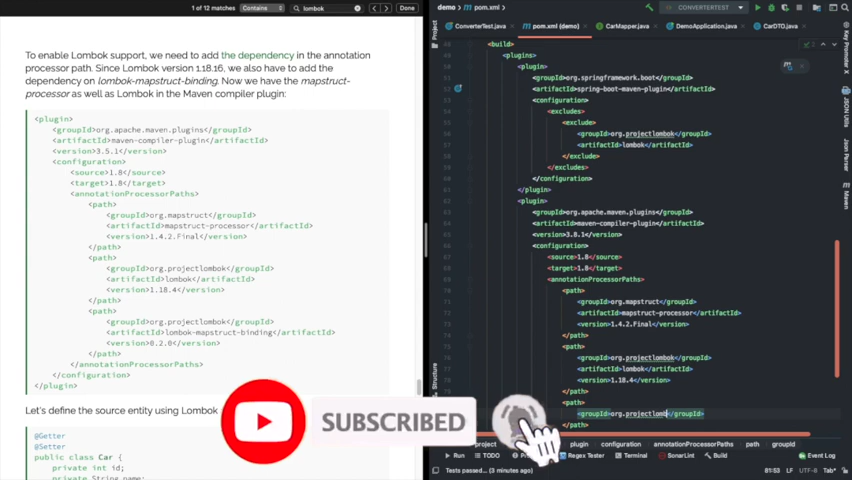 1 of 12 matches
Contains
lombok
Done
To enable Lombok support, we need to add the dependency in the annotation
processor path. Since Lombok version 1.18.16, we also have to add the
dependency on lombok-mapstruct-binding. Now we have the mapstruct-
processor as well as Lombok in the Maven compiler plugin:
<plugin>
<groupId>org.apache.maven.plugins</groupId>
<artifactId>maven-compiler-plugin</artifactId>
<version>3.5.1</version>
<configuration>
<source>1.8</source>
<target>1.8</target>
<annotationProcessorPaths>
<path>
<groupId>org.mapstruct</groupId>
<artifactId>mapstruct-processor</artifactId>
<version>1.4.2.Final</version>
</path>
<path>
<groupId>org.projectlombok</groupId>
<artifactId>lombok</artifactId>
<version>1.18.4</version>
</path>
<path>
<groupId>org.projectlombok</groupId>
<artifactId>lombok-mapstruct-binding</artifactId>
<version>0.2.0</version>
</path>
</annotationProcessorPaths>
</configuration>
</plugin>
Let's define the source entity using Lombok
@Getter
@Setter
public class Car {
private int id;
private String name;
SUBSCRIBED
demo
pom.xml
CONVERTERTEST
ConverterTest.java
pom.xml (demo)
CarMapper.java
DemoApplication.java
CarDTO.java
<build>
<plugins>
<plugin>
<groupId>org.springframework.boot</groupId>
<artifactId>spring-boot-maven-plugin</artifactId>
<configuration>
<excludes>
<exclude>
<groupId>org.projectlombok</groupId>
<artifactId>lombok</artifactId>
</exclude>
</excludes>
</configuration>
</plugin>
<plugin>
<groupId>org.apache.maven.plugins</groupId>
<artifactId>maven-compiler-plugin</artifactId>
<version>3.8.1</version>
<configuration>
<source>1.8</source>
<target>1.8</target>
<annotationProcessorPaths>
<path>
<groupId>org.mapstruct</groupId>
<artifactId>mapstruct-processor</artifactId>
<version>1.4.2.Final</version>
</path>
<path>
<groupId>org.projectlombok</groupId>
<artifactId>lombok</artifactId>
<version>1.18.4</version>
</path>
<path>
<groupId>org.projectlomb</groupId>
</path>
Project
Structure
Key Promoter X
JSON Utils
Json Parser
Maven
project
plugin
configuration
annotationProcessorPaths
path
groupId
Run
TODO
Regex Tester
Terminal
SonarLint
Build
Event Log
Tests passed (3 minutes ago)
81:53
LF
UTF-8
Tab*